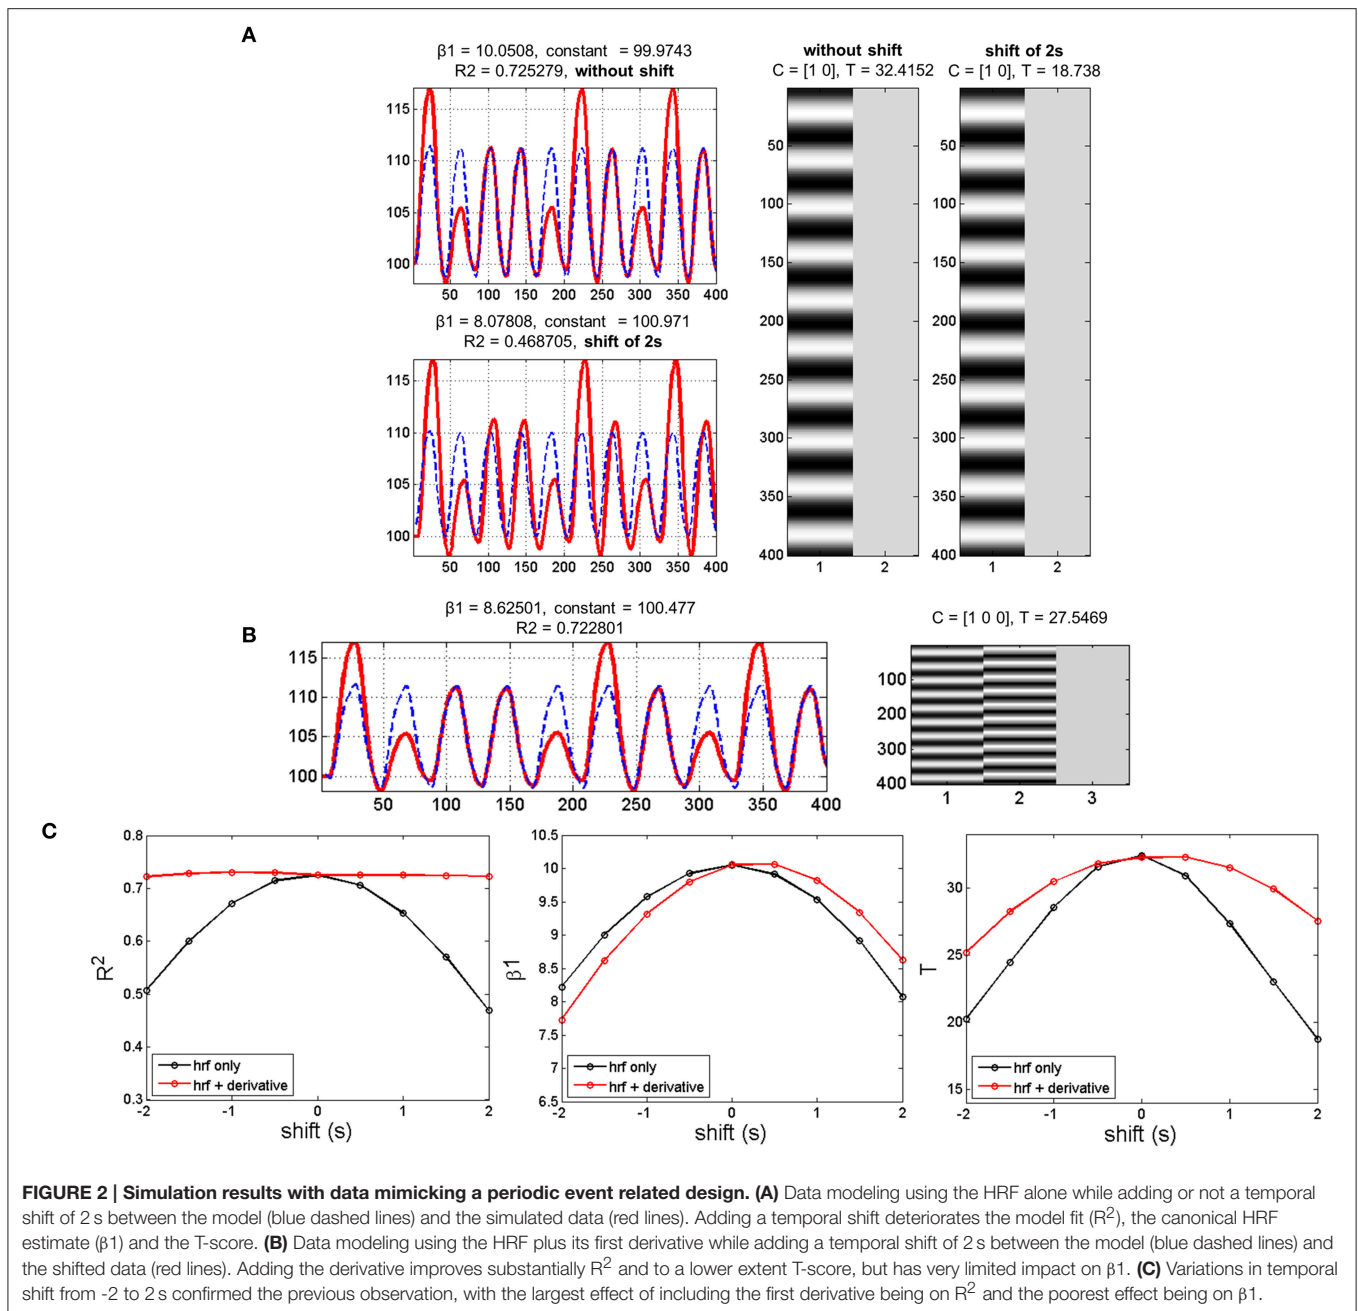 A
β1 = 10.0508, constant = 99.9743
R2 = 0.725279, without shift
115
110
105
100
50 100 150 200 250 300 350 400
β1 = 8.07808, constant = 100.971
R2 = 0.468705, shift of 2s
115
110
105
100
50 100 150 200 250 300 350 400
without shift
C = [1 0], T = 32.4152
50
100
150
200
250
300
350
400
1 2
shift of 2s
C = [1 0], T = 18.738
50
100
150
200
250
300
350
400
1 2
B
β1 = 8.62501, constant = 100.477
R2 = 0.722801
115
110
105
100
50 100 150 200 250 300 350 400
C = [1 0 0], T = 27.5469
100
200
300
400
1 2 3
C
0.8
0.7
0.6
0.5
0.4
0.3
R²
-2 -1 0 1 2
shift (s)
hrf only
hrf + derivative
10.5
10
9.5
9
8.5
8
7.5
7
6.5
β1
-2 -1 0 1 2
shift (s)
hrf only
hrf + derivative
30
25
20
15
T
-2 -1 0 1 2
shift (s)
hrf only
hrf + derivative
FIGURE 2 | Simulation results with data mimicking a periodic event related design. (A) Data modeling using the HRF alone while adding or not a temporal
shift of 2 s between the model (blue dashed lines) and the simulated data (red lines). Adding a temporal shift deteriorates the model fit (R²), the canonical HRF
estimate (β1) and the T-score. (B) Data modeling using the HRF plus its first derivative while adding a temporal shift of 2 s between the model (blue dashed lines) and
the shifted data (red lines). Adding the derivative improves substantially R² and to a lower extent T-score, but has very limited impact on β1. (C) Variations in temporal
shift from -2 to 2 s confirmed the previous observation, with the largest effect of including the first derivative being on R² and the poorest effect being on β1.